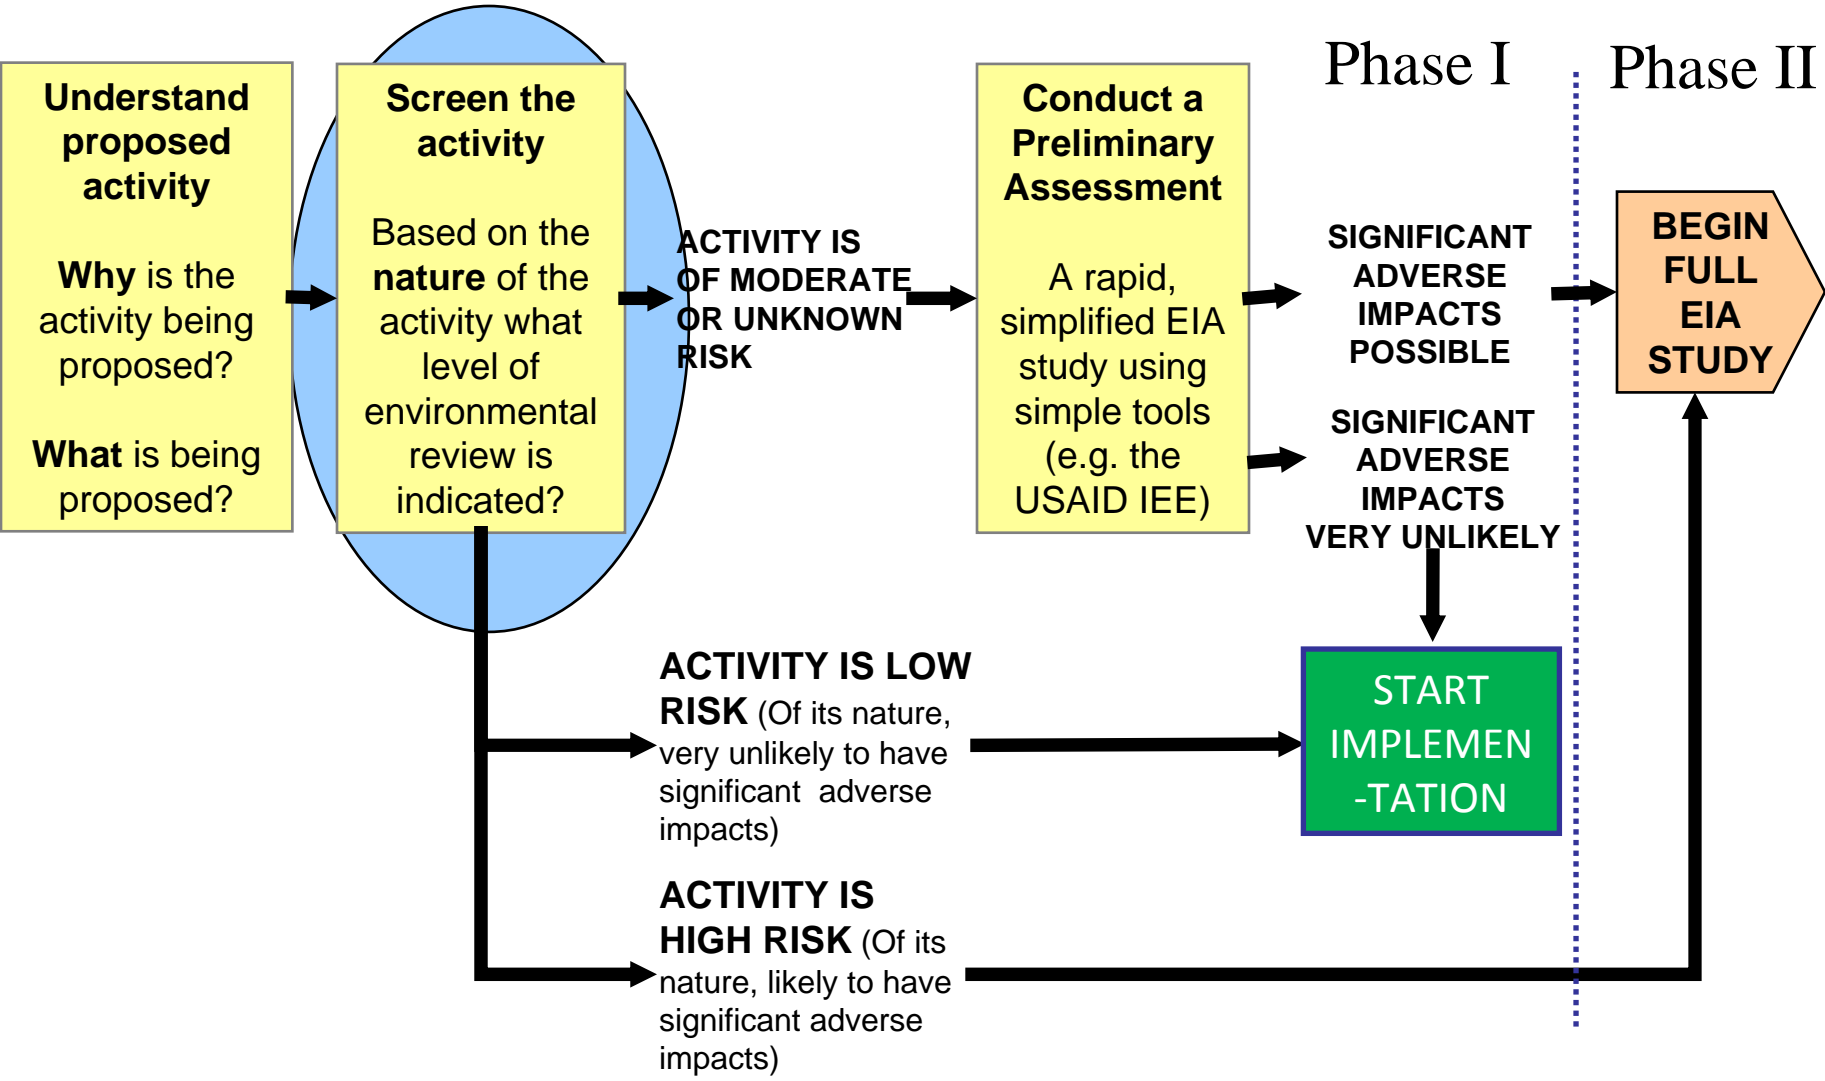 Phase I
Phase II
Understand
proposed
activity
Why is the
activity being
proposed?
What is being
proposed?
Screen the
activity
Based on the
nature of the
activity what
level of
environmental
review is
indicated?
ACTIVITY IS
OF MODERATE
OR UNKNOWN
RISK
Conduct a
Preliminary
Assessment
A rapid,
simplified EIA
study using
simple tools
(e.g. the
USAID IEE)
SIGNIFICANT
ADVERSE
IMPACTS
POSSIBLE
SIGNIFICANT
ADVERSE
IMPACTS
VERY UNLIKELY
BEGIN
FULL
EIA
STUDY
ACTIVITY IS LOW
RISK (Of its nature,
very unlikely to have
significant  adverse
impacts)
START
IMPLEMEN
-TATION
ACTIVITY IS
HIGH RISK (Of its
nature, likely to have
significant adverse
impacts)